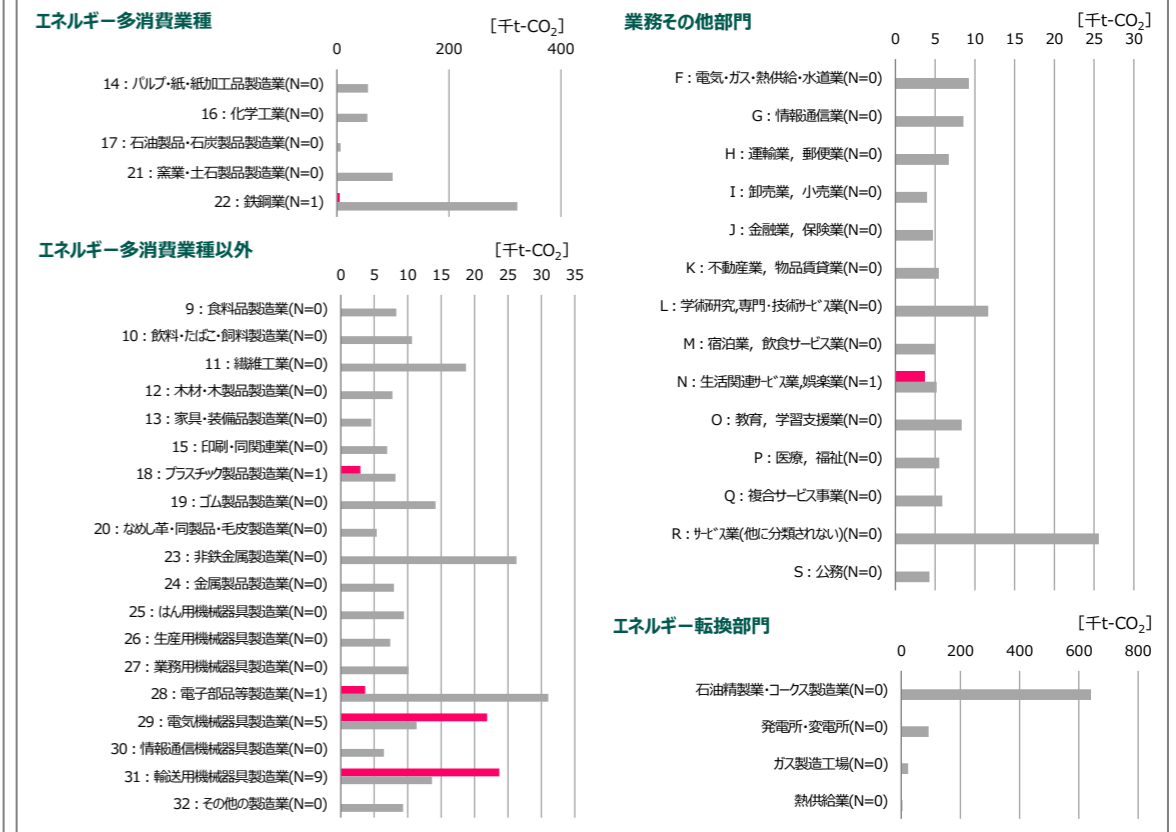 エネルギー多消費業種
[千t-CO₂]
0 200 400
14：パルプ・紙・紙加工品製造業(N=0)
16：化学工業(N=0)
17：石油製品・石炭製品製造業(N=0)
21：窯業・土石製品製造業(N=0)
22：鉄鋼業(N=1)
エネルギー多消費業種以外
[千t-CO₂]
0 5 10 15 20 25 30 35
9：食料品製造業(N=0)
10：飲料・たばこ・飼料製造業(N=0)
11：繊維工業(N=0)
12：木材・木製品製造業(N=0)
13：家具・装備品製造業(N=0)
15：印刷・同関連業(N=0)
18：プラスチック製品製造業(N=1)
19：ゴム製品製造業(N=0)
20：なめし革・同製品・毛皮製造業(N=0)
23：非鉄金属製造業(N=0)
24：金属製品製造業(N=0)
25：はん用機械器具製造業(N=0)
26：生産用機械器具製造業(N=0)
27：業務用機械器具製造業(N=0)
28：電子部品等製造業(N=1)
29：電気機械器具製造業(N=5)
30：情報通信機械器具製造業(N=0)
31：輸送用機械器具製造業(N=9)
32：その他の製造業(N=0)
業務その他部門
[千t-CO₂]
0 5 10 15 20 25 30
F：電気・ガス・熱供給・水道業(N=0)
G：情報通信業(N=0)
H：運輸業，郵便業(N=0)
I：卸売業，小売業(N=0)
J：金融業，保険業(N=0)
K：不動産業，物品賃貸業(N=0)
L：学術研究,専門・技術ｻｰﾋﾞｽ業(N=0)
M：宿泊業，飲食サービス業(N=0)
N：生活関連ｻｰﾋﾞｽ業,娯楽業(N=1)
O：教育，学習支援業(N=0)
P：医療，福祉(N=0)
Q：複合サービス事業(N=0)
R：ｻｰﾋﾞｽ業(他に分類されない)(N=0)
S：公務(N=0)
エネルギー転換部門
[千t-CO₂]
0 200 400 600 800
石油精製業・コークス製造業(N=0)
発電所・変電所(N=0)
ガス製造工場(N=0)
熱供給業(N=0)